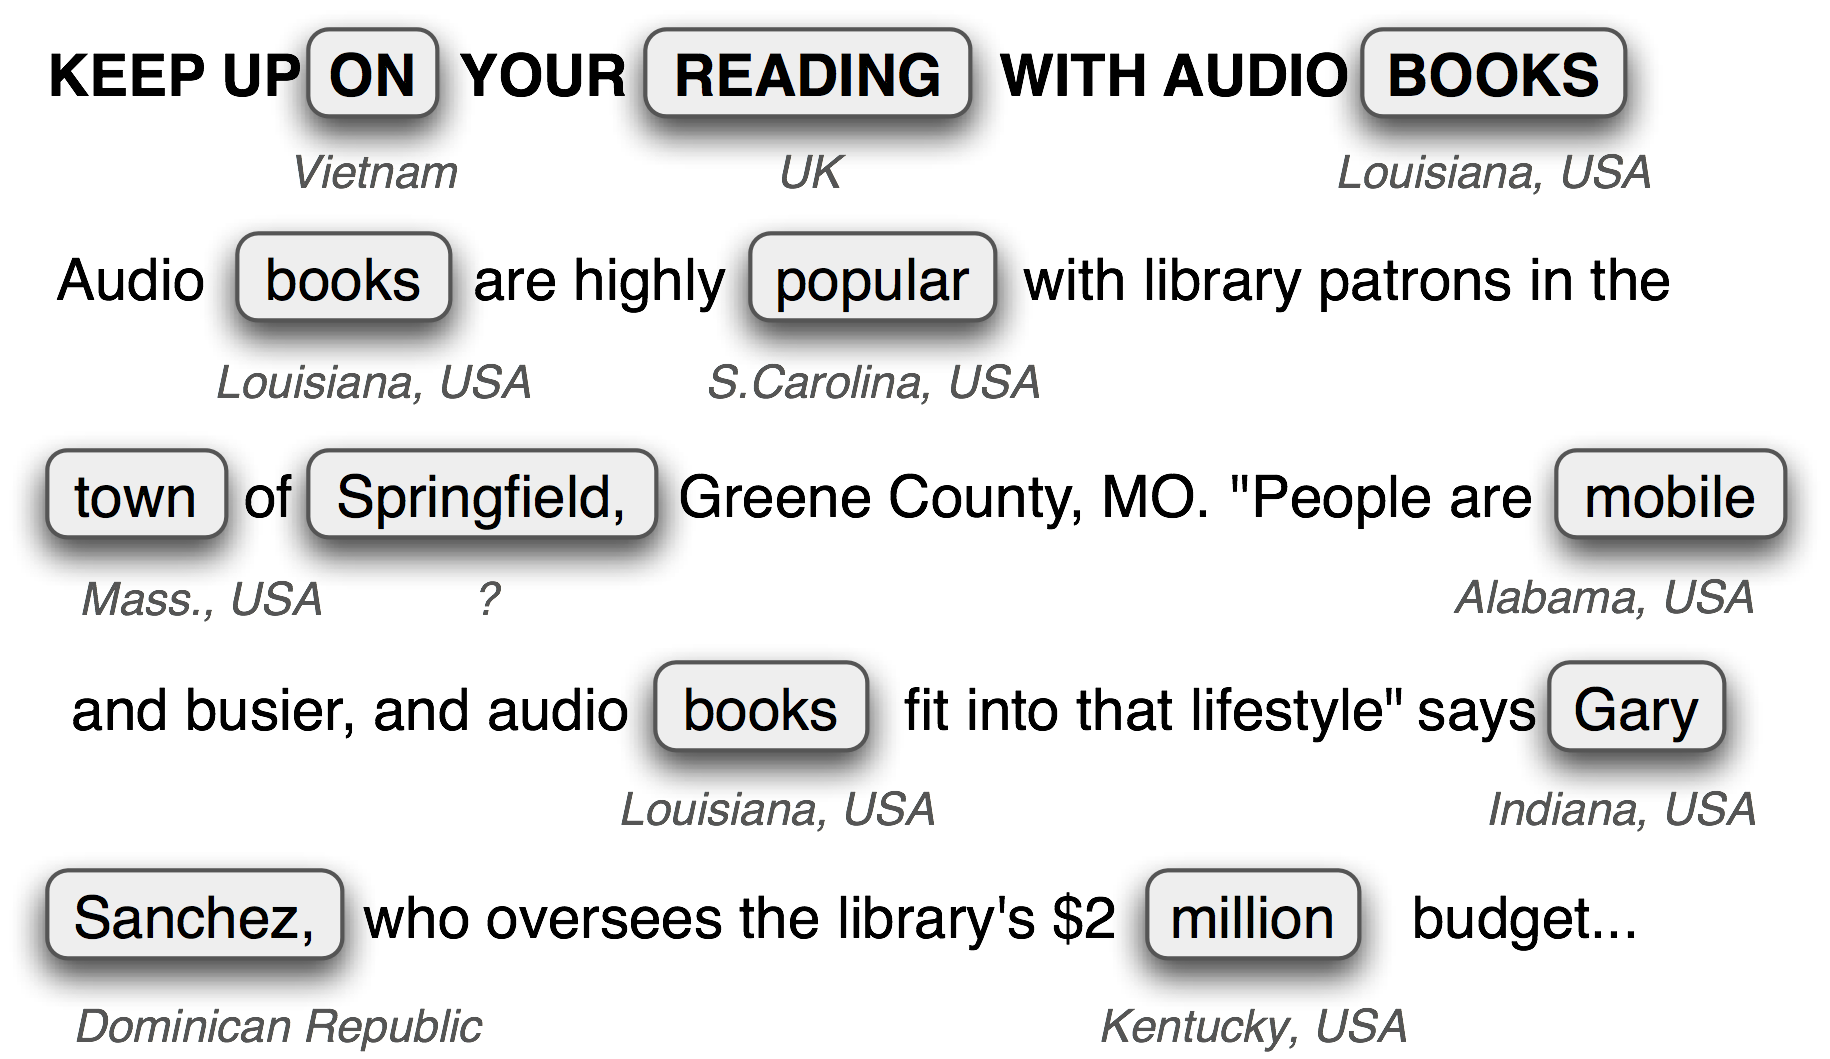 KEEP UP ON YOUR READING WITH AUDIO BOOKS
Vietnam UK Louisiana, USA
Audio books are highly popular with library patrons in the
Louisiana, USA S.Carolina, USA
town of Springfield, Greene County, MO. "People are mobile
Mass., USA ? Alabama, USA
and busier, and audio books fit into that lifestyle" says Gary
Louisiana, USA Indiana, USA
Sanchez, who oversees the library's $2 million budget...
Dominican Republic Kentucky, USA